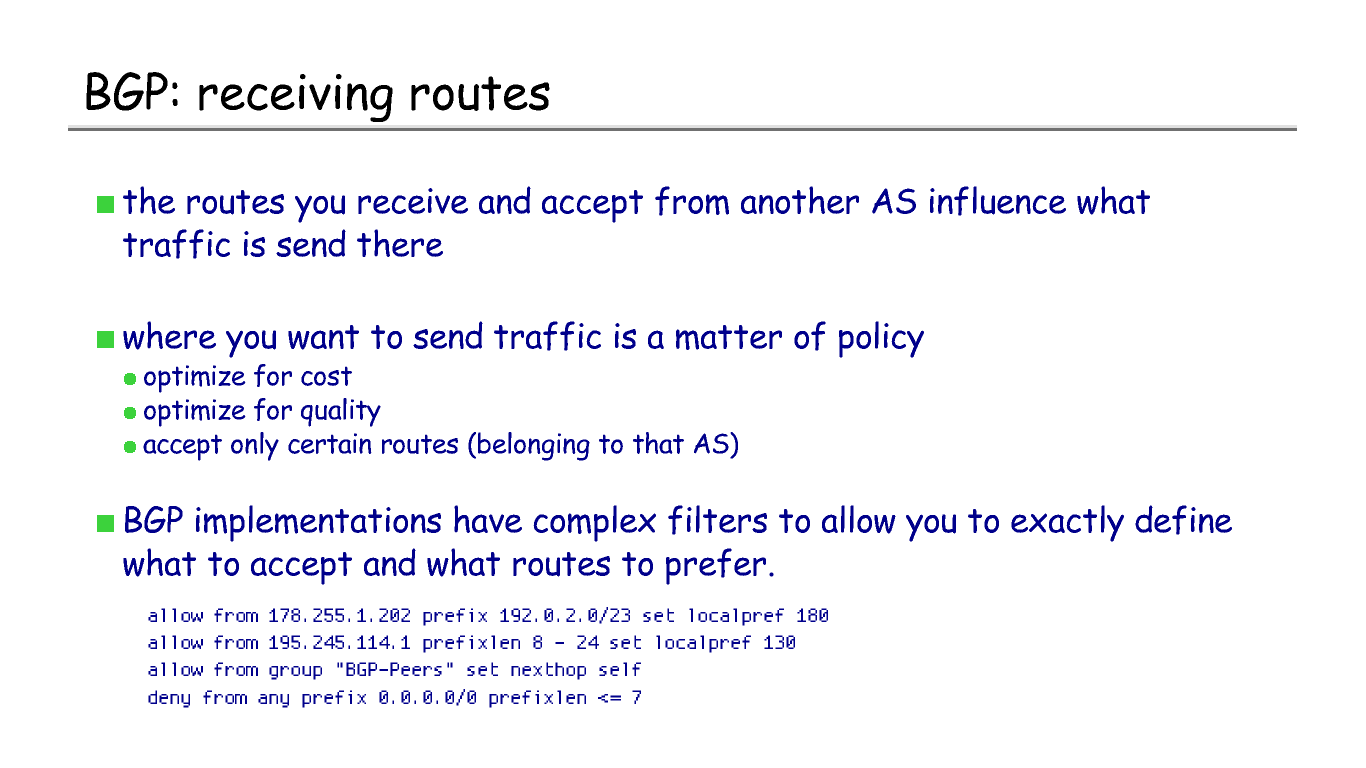 BGP: receiving routes
the routes you receive and accept from another AS influence what
traffic is send there
where you want to send traffic is a matter of policy
optimize for cost
optimize for quality
accept only certain routes (belonging to that AS)
BGP implementations have complex filters to allow you to exactly define
what to accept and what routes to prefer.
allow from 178.255.1.202 prefix 192.0.2.0/23 set localpref 180
allow from 195.245.114.1 prefixlen 8 - 24 set localpref 130
allow from group "BGP-Peers" set nexthop self
deny from any prefix 0.0.0.0/0 prefixlen <= 7